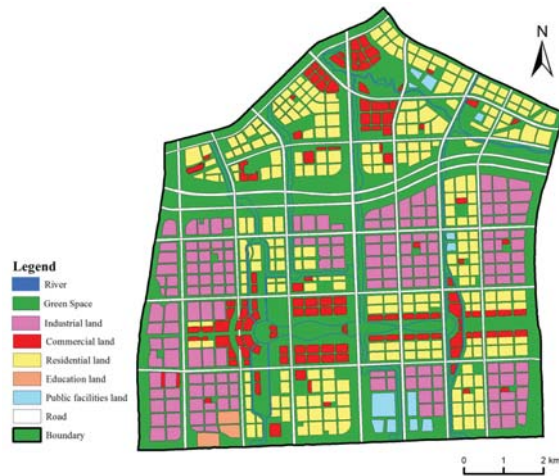 N
Legend
River
Green Space
Industrial land
Commercial land
Residential land
Education land
Public facilities land
Road
Boundary
0 1 2 km